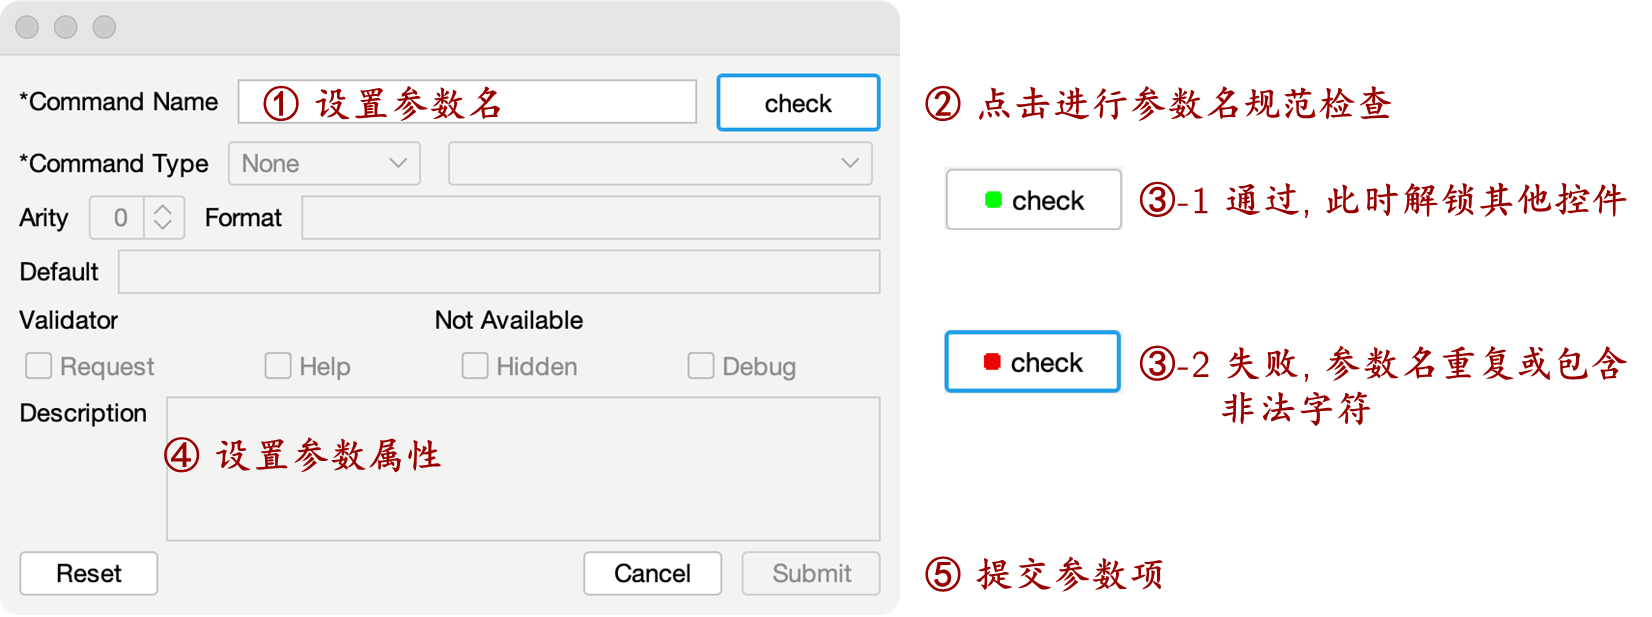 *Command Name
① 设置参数名
check
② 点击进行参数名规范检查
*Command Type
None
check
③-1 通过, 此时解锁其他控件
Arity
0
Format
Default
Validator
Not Available
check
③-2 失败, 参数名重复或包含
非法字符
Request
Help
Hidden
Debug
Description
④ 设置参数属性
Reset
Cancel
Submit
⑤ 提交参数项